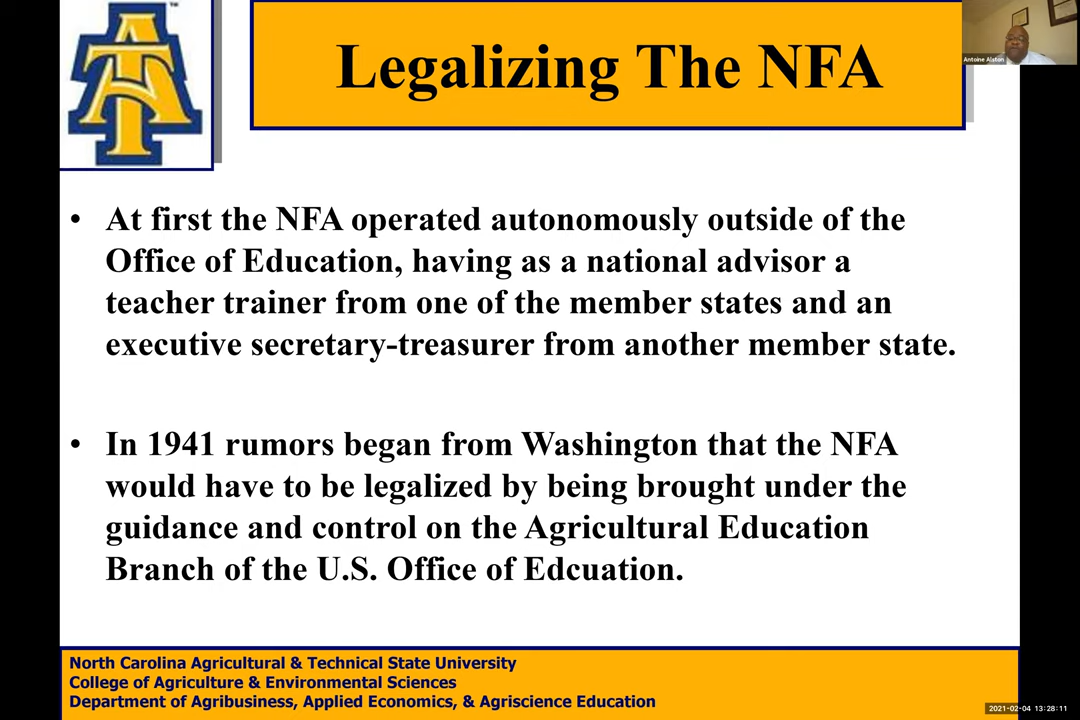 AT
TM
Legalizing The NFA
Antoine Alston
• At first the NFA operated autonomously outside of the
Office of Education, having as a national advisor a
teacher trainer from one of the member states and an
executive secretary-treasurer from another member state.
• In 1941 rumors began from Washington that the NFA
would have to be legalized by being brought under the
guidance and control on the Agricultural Education
Branch of the U.S. Office of Edcuation.
North Carolina Agricultural & Technical State University
College of Agriculture & Environmental Sciences
Department of Agribusiness, Applied Economics, & Agriscience Education
2021-02-04 13:28:11